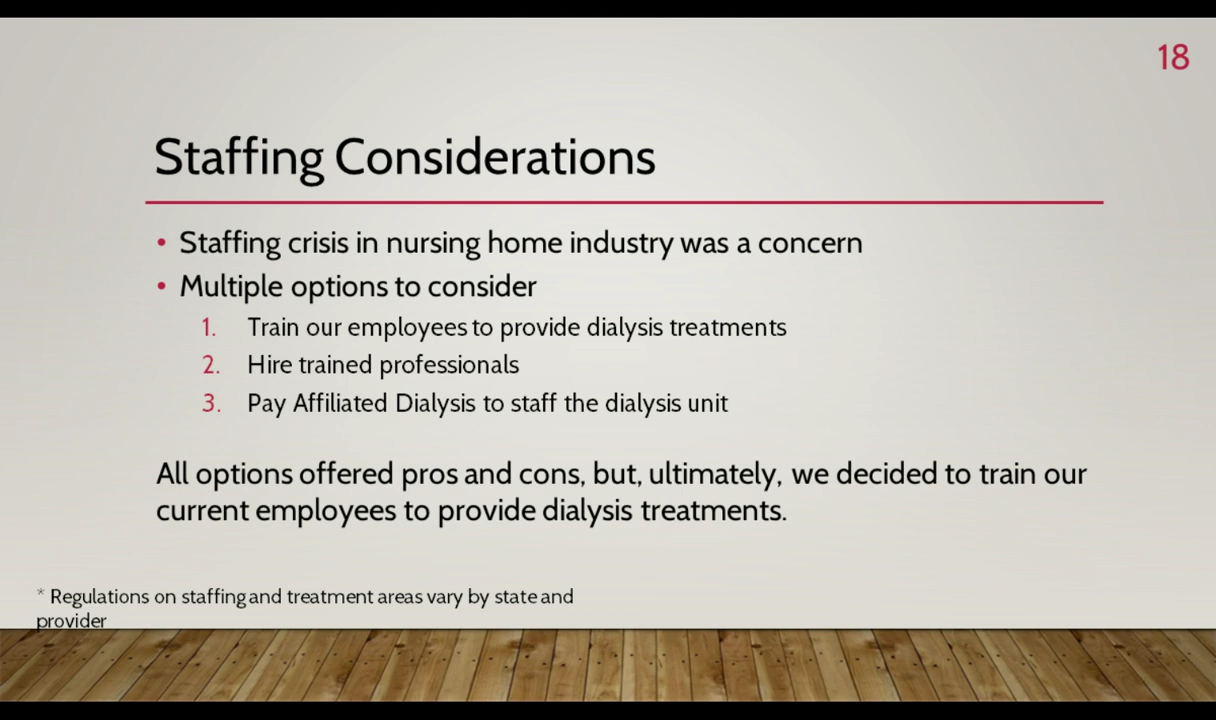 18
Staffing Considerations
• Staffing crisis in nursing home industry was a concern
• Multiple options to consider
1. Train our employees to provide dialysis treatments
2. Hire trained professionals
3. Pay Affiliated Dialysis to staff the dialysis unit
All options offered pros and cons, but, ultimately, we decided to train our
current employees to provide dialysis treatments.
* Regulations on staffing and treatment areas vary by state and
provider